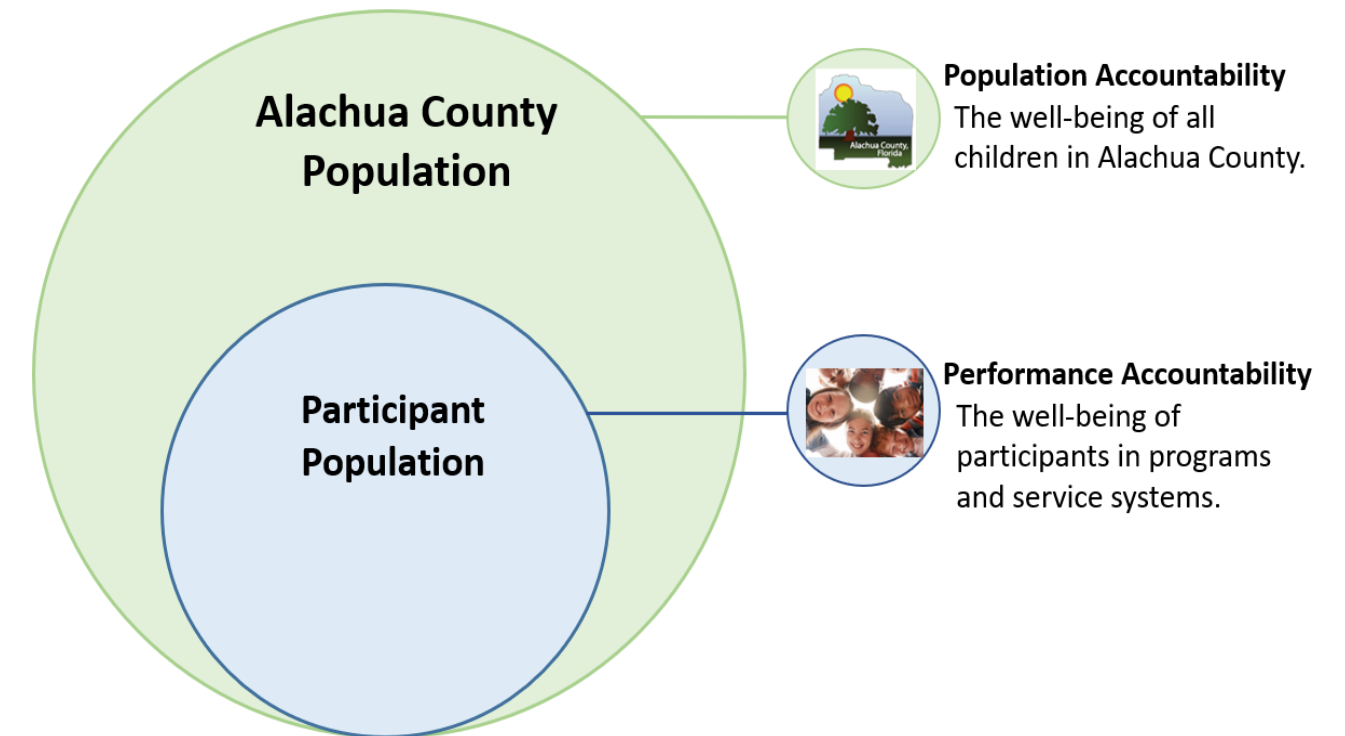 Alachua County
Population
Participant
Population
Alachua County,
Florida
Population Accountability
The well-being of all
children in Alachua County.
Performance Accountability
The well-being of
participants in programs
and service systems.